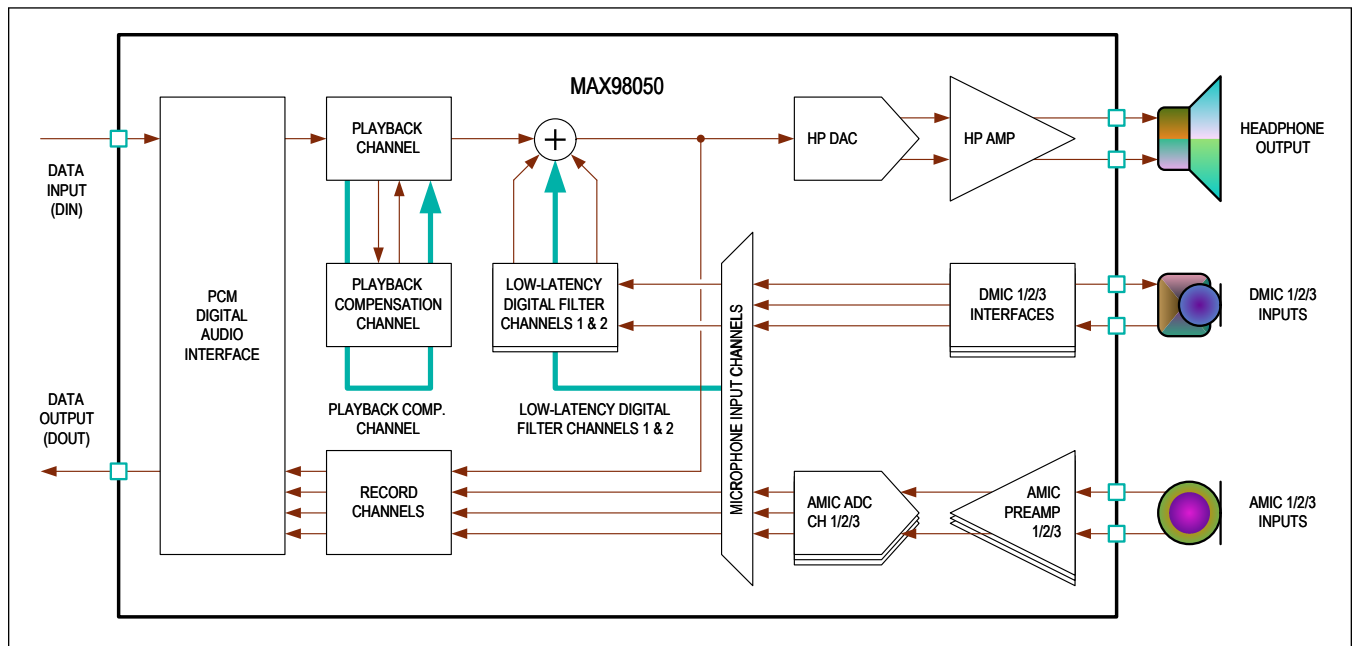 MAX98050
PLAYBACK
CHANNEL
+
HP DAC
HP AMP
HEADPHONE
OUTPUT
DATA
INPUT
(DIN)
PCM
DIGITAL
AUDIO
INTERFACE
PLAYBACK
COMPENSATION
CHANNEL
LOW-LATENCY
DIGITAL FILTER
CHANNELS 1 & 2
MICROPHONE INPUT CHANNELS
DMIC 1/2/3
INTERFACES
DMIC 1/2/3
INPUTS
DATA
OUTPUT
(DOUT)
PLAYBACK COMP.
CHANNEL
LOW-LATENCY DIGITAL
FILTER CHANNELS 1 & 2
RECORD
CHANNELS
AMIC ADC
CH 1/2/3
AMIC
PREAMP
1/2/3
AMIC 1/2/3
INPUTS